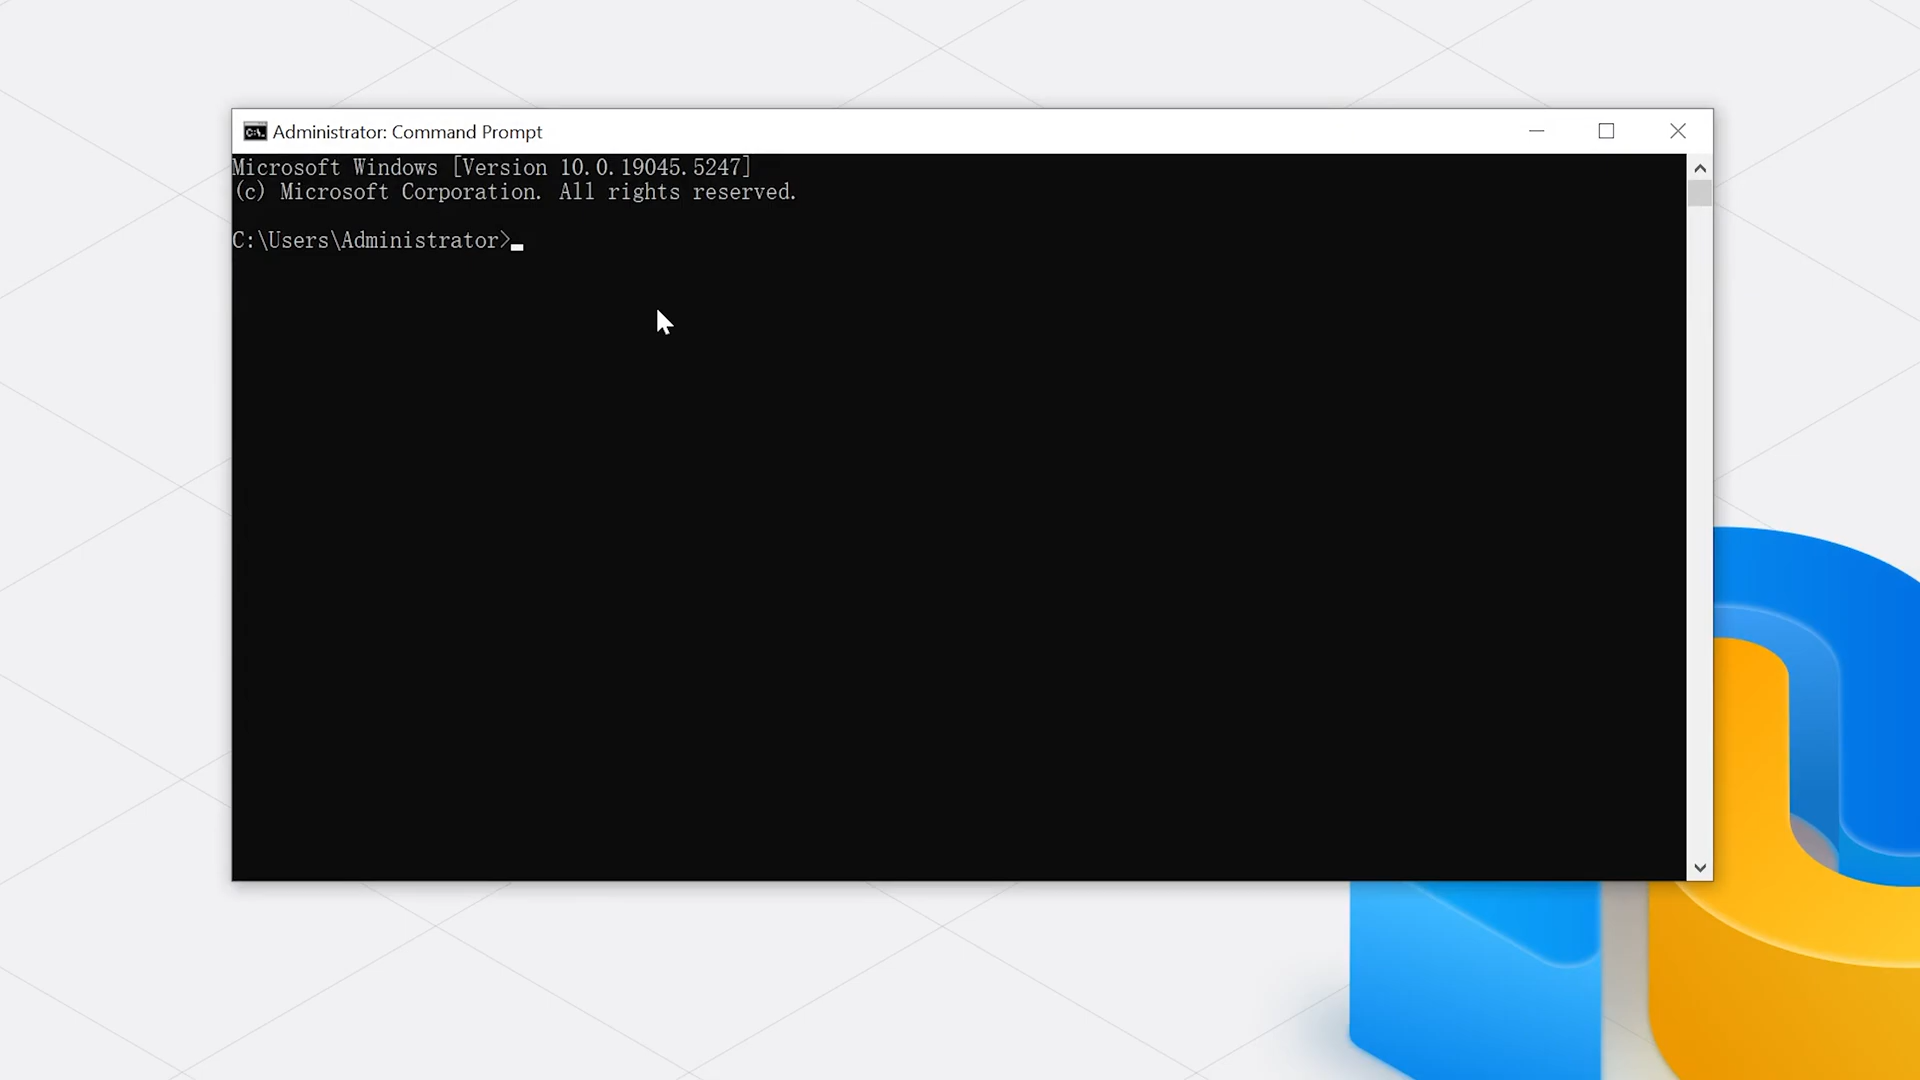 Administrator: Command Prompt
Microsoft Windows [Version 10.0.19045.5247]
(c) Microsoft Corporation. All rights reserved.
C:\Users\Administrator>